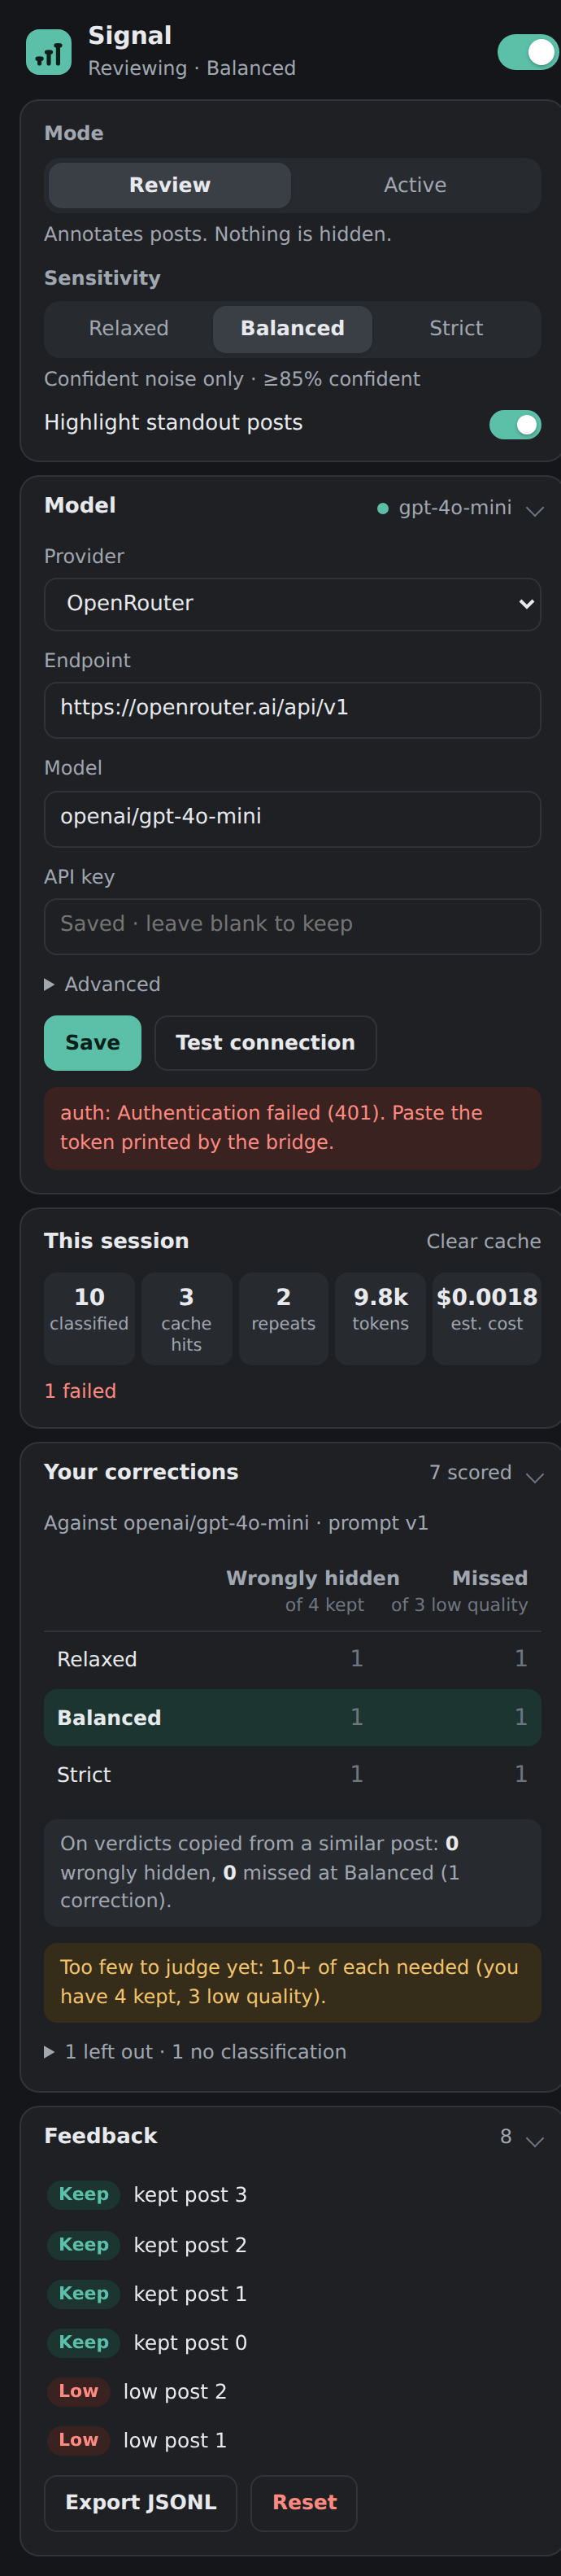 Signal
Reviewing · Balanced
Mode
Review Active
Annotates posts. Nothing is hidden.
Sensitivity
Relaxed Balanced Strict
Confident noise only · ≥85% confident
Highlight standout posts
Model gpt-4o-mini
Provider
OpenRouter
Endpoint
https://openrouter.ai/api/v1
Model
openai/gpt-4o-mini
API key
Saved · leave blank to keep
Advanced
Save Test connection
auth: Authentication failed (401). Paste the
token printed by the bridge.
This session Clear cache
10 3 2 9.8k $0.0018
classified cache repeats tokens est. cost
hits
1 failed
Your corrections 7 scored
Against openai/gpt-4o-mini · prompt v1
Wrongly hidden Missed
of 4 kept of 3 low quality
Relaxed 1 1
Balanced 1 1
Strict 1 1
On verdicts copied from a similar post: 0
wrongly hidden, 0 missed at Balanced (1
correction).
Too few to judge yet: 10+ of each needed (you
have 4 kept, 3 low quality).
1 left out · 1 no classification
Feedback 8
Keep kept post 3
Keep kept post 2
Keep kept post 1
Keep kept post 0
Low low post 2
Low low post 1
Export JSONL Reset